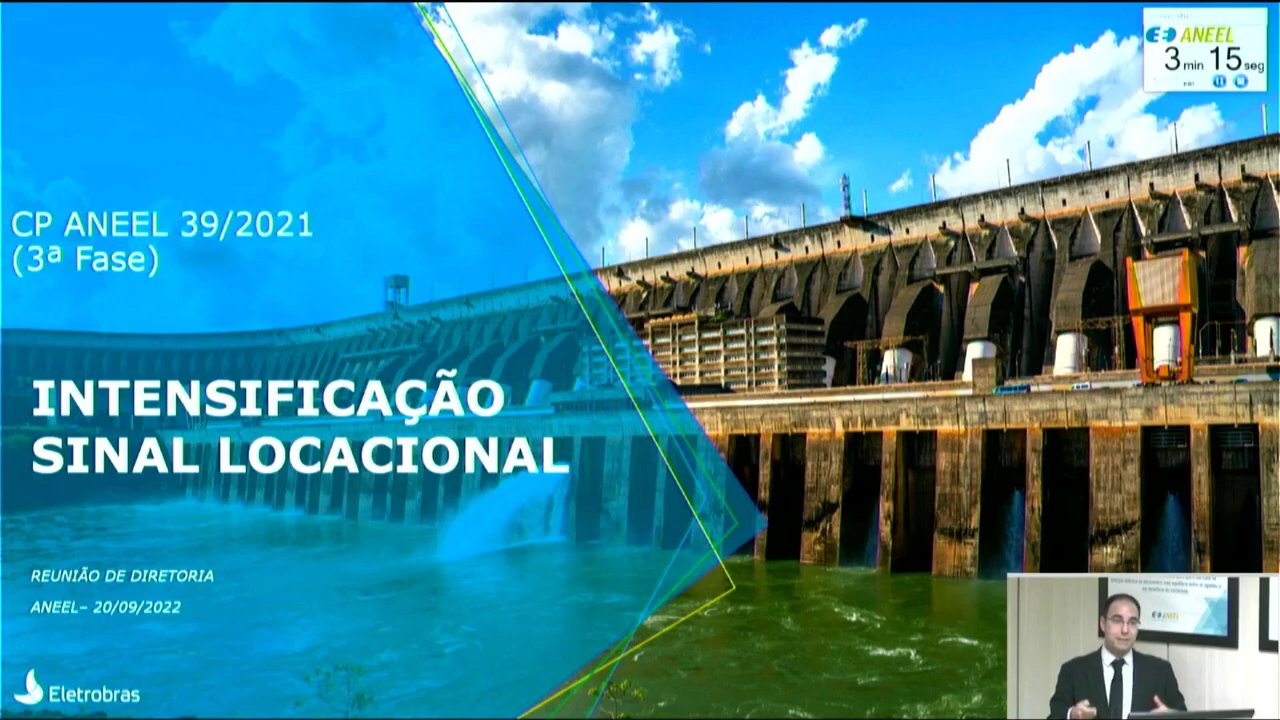 ANEEL
3 min 15 seg
CP ANEEL 39/2021
(3ª Fase)
INTENSIFICAÇÃO
SINAL LOCACIONAL
REUNIÃO DE DIRETORIA
ANEEL– 20/09/2022
Eletrobras
ANEEL